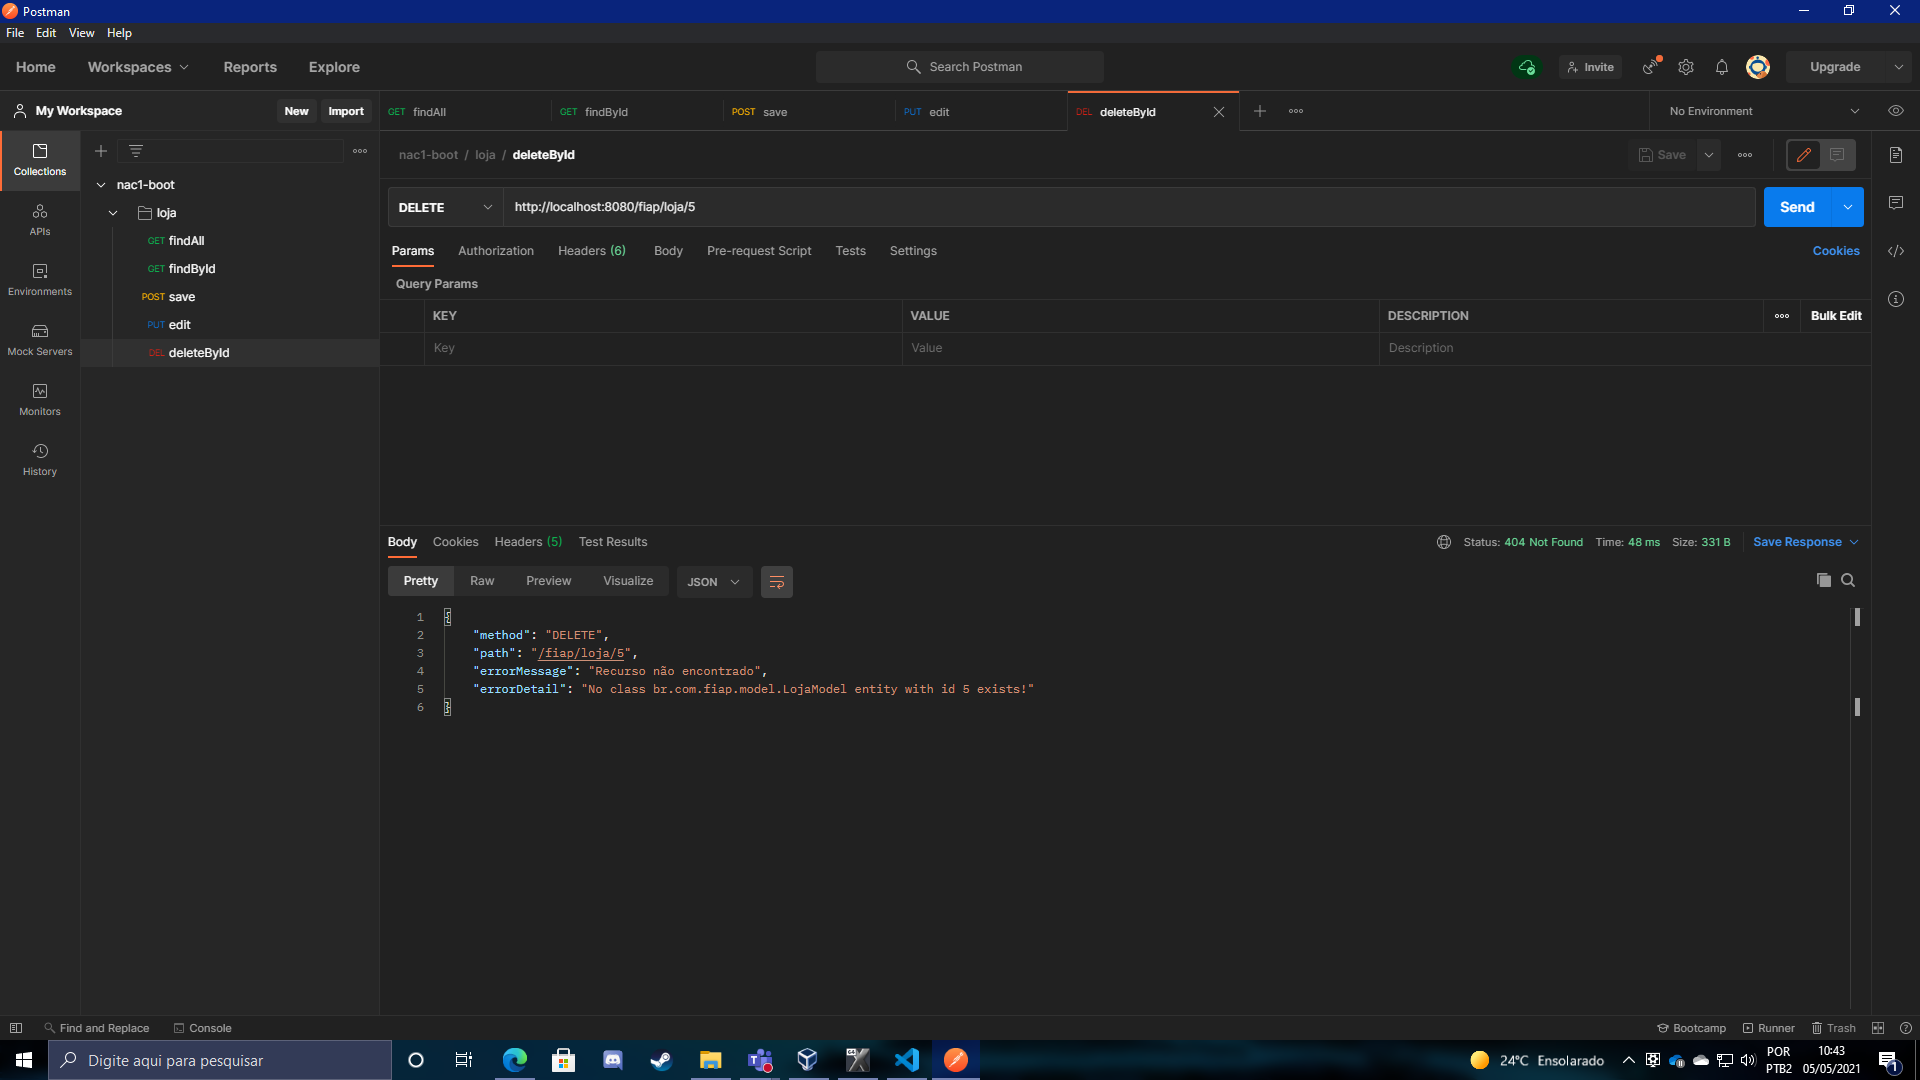 Postman
File Edit View Help
Home Workspaces Reports Explore
Search Postman
Invite
Upgrade
My Workspace
New Import
GET findAll
GET findById
POST save
PUT edit
DEL deleteById
No Environment
Collections
APIs
Environments
Mock Servers
Monitors
History
nac1-boot
loja
GET findAll
GET findById
POST save
PUT edit
DEL deleteById
nac1-boot / loja / deleteById
Save
DELETE
http://localhost:8080/fiap/loja/5
Send
Params Authorization Headers (6) Body Pre-request Script Tests Settings
Cookies
Query Params
KEY VALUE DESCRIPTION Bulk Edit
Key Value Description
Body Cookies Headers (5) Test Results
Status: 404 Not Found Time: 48 ms Size: 331 B Save Response
Pretty Raw Preview Visualize JSON
1 {
2 "method": "DELETE",
3 "path": "/fiap/loja/5",
4 "errorMessage": "Recurso não encontrado",
5 "errorDetail": "No class br.com.fiap.model.LojaModel entity with id 5 exists!"
6 }
Find and Replace Console
Bootcamp Runner Trash
Digite aqui para pesquisar
24°C Ensolarado
POR
PTB2
10:43
05/05/2021
1